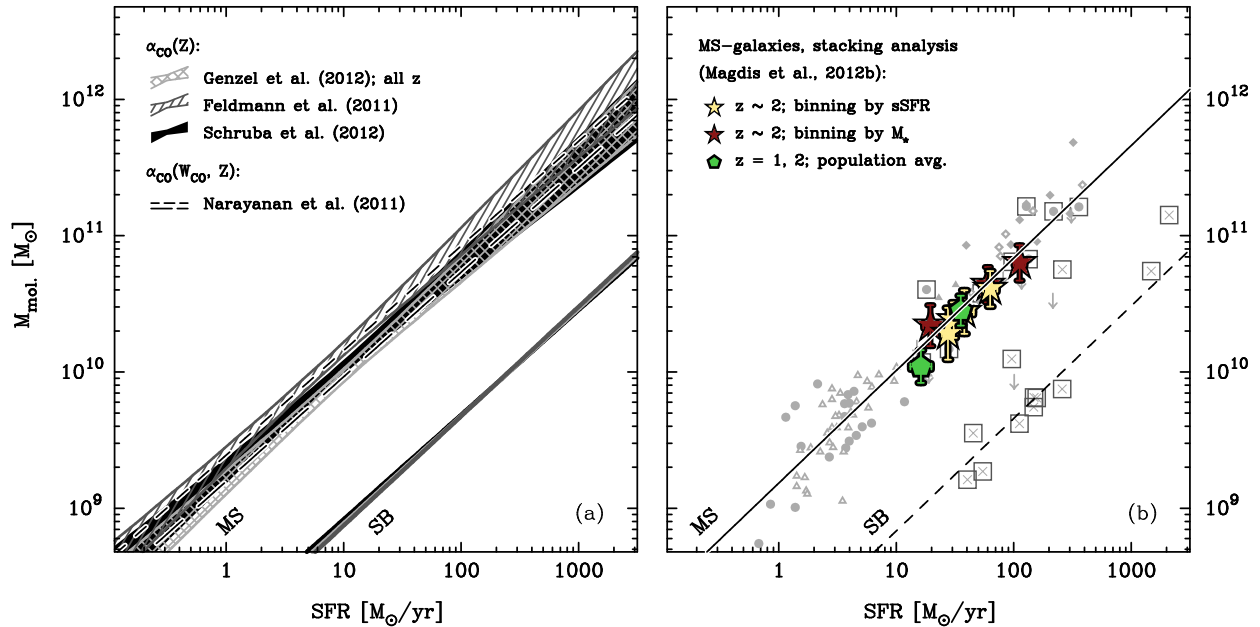 α_CO(Z):
Genzel et al. (2012); all z
Feldmann et al. (2011)
Schruba et al. (2012)
α_CO(W_CO, Z):
Narayanan et al. (2011)
10^12
10^11
10^10
10^9
M_mol. [M_⊙]
MS
SB
(a)
1 10 100 1000
SFR [M_⊙/yr]
MS-galaxies, stacking analysis
(Magdis et al., 2012b):
z ~ 2; binning by sSFR
z ~ 2; binning by M_⋆
z = 1, 2; population avg.
10^12
10^11
10^10
10^9
MS
SB
(b)
1 10 100 1000
SFR [M_⊙/yr]